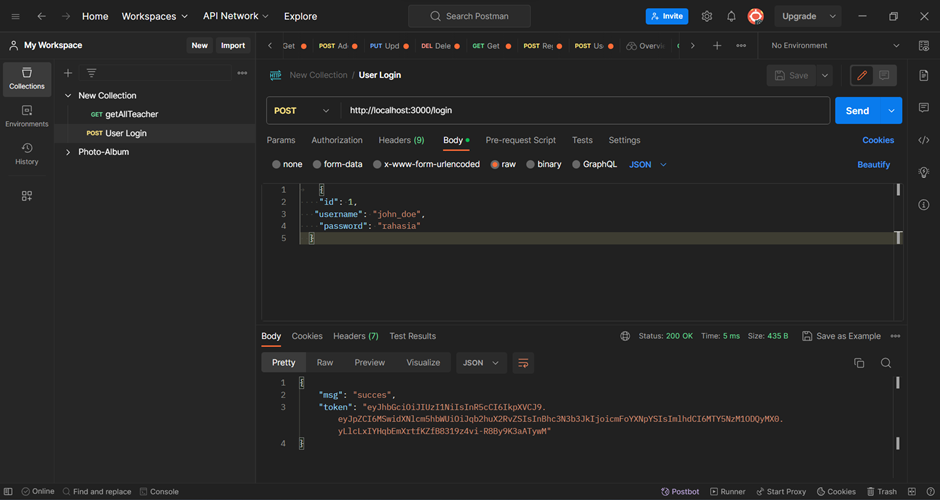 Home Workspaces API Network Explore Search Postman Invite Upgrade
My Workspace New Import Get POST Ad PUT Upd DEL Dele GET Get POST Re POST Us Overvi No Environment
Collections
Environments
History
New Collection
GET getAllTeacher
POST User Login
Photo-Album
HTTP New Collection / User Login Save
POST http://localhost:3000/login Send
Params Authorization Headers (9) Body Pre-request Script Tests Settings Cookies
none form-data x-www-form-urlencoded raw binary GraphQL JSON Beautify
1 {
2 "id": 1,
3 "username": "john_doe",
4 "password": "rahasia"
5 }
Body Cookies Headers (7) Test Results Status: 200 OK Time: 5 ms Size: 435 B Save as Example
Pretty Raw Preview Visualize JSON
1 {
2 "msg": "succes",
3 "token": "eyJhbGciOiJIUzI1NiIsInR5cCI6IkpXVCJ9.
eyJpZCI6MSwidXNlcm5hbWUiOiJqb2huX2RvZSIsInBhc3N3b3JkIjoicmFoYXNpYSIsImlhdCI6MTY5NzM1ODQyMX0.
yLlcLxIYHqbEmXrtfKZfB8319z4vi-R8By9K3aATywM"
4 }
Online Find and replace Console Postbot Runner Start Proxy Cookies Trash